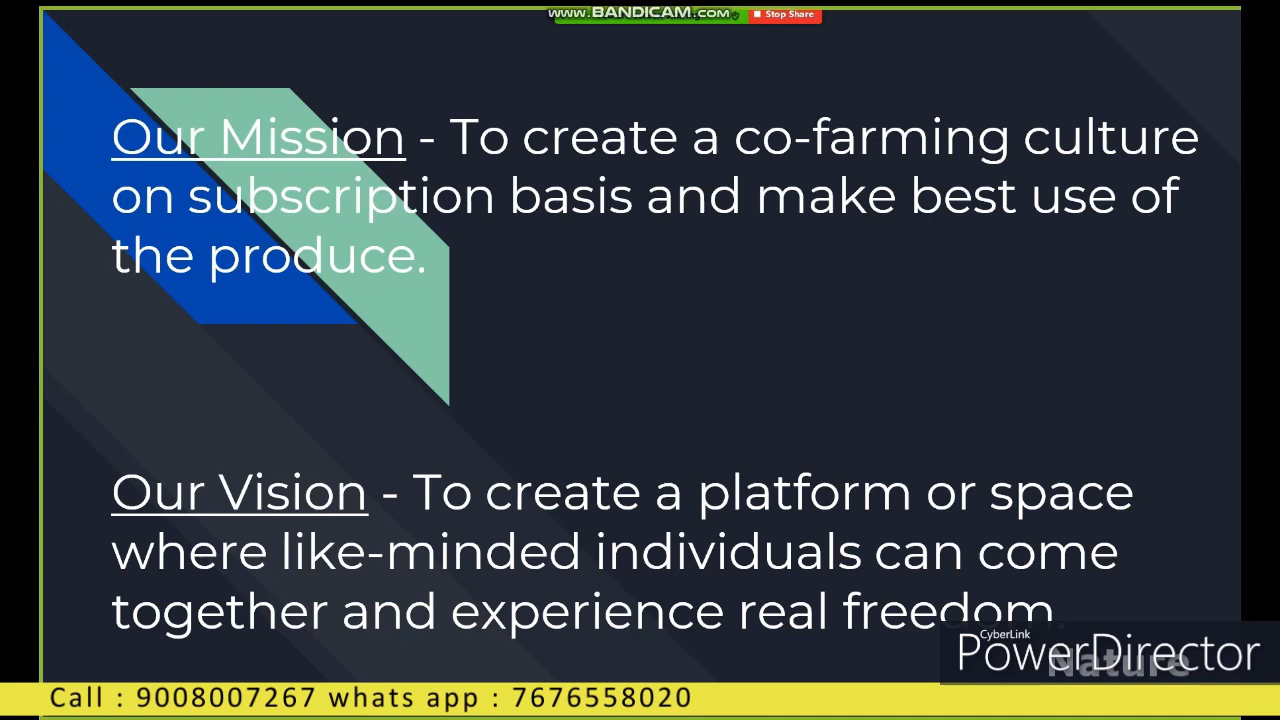 www.BANDICAM.COM
Stop Share
Our Mission - To create a co-farming culture
on subscription basis and make best use of
the produce.
Our Vision - To create a platform or space
where like-minded individuals can come
together and experience real freedom.
CyberLink
PowerDirector
Nature
Call : 9008007267 whats app : 7676558020